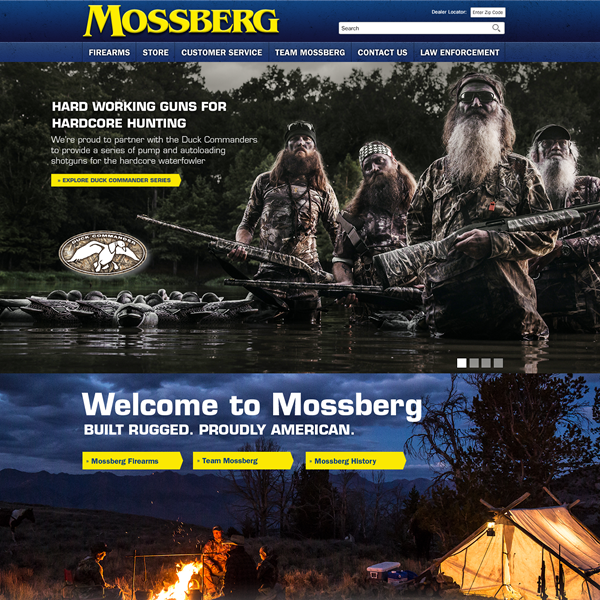 MOSSBERG
Dealer Locator: Enter Zip Code
Search
FIREARMS STORE CUSTOMER SERVICE TEAM MOSSBERG CONTACT US LAW ENFORCEMENT
HARD WORKING GUNS FOR
HARDCORE HUNTING
We're proud to partner with the Duck Commanders
to provide a series of pump and autoloading
shotguns for the hardcore waterfowler
» EXPLORE DUCK COMMANDER SERIES
DUCK COMMANDER
Welcome to Mossberg
BUILT RUGGED. PROUDLY AMERICAN.
Mossberg Firearms Team Mossberg Mossberg History